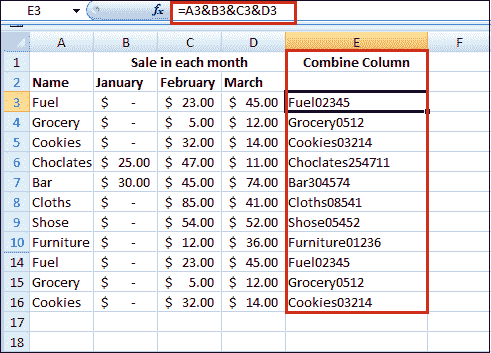 E3 fx =A3&B3&C3&D3
A B C D E F
1 Sale in each month Combine Column
2 Name January February March
3 Fuel $ - $ 23.00 $ 45.00 Fuel02345
4 Grocery $ - $ 5.00 $ 12.00 Grocery0512
5 Cookies $ - $ 32.00 $ 14.00 Cookies03214
6 Choclates $ 25.00 $ 47.00 $ 11.00 Choclates254711
7 Bar $ 30.00 $ 45.00 $ 74.00 Bar304574
8 Cloths $ - $ 85.00 $ 41.00 Cloths08541
9 Shose $ - $ 54.00 $ 52.00 Shose05452
10 Furniture $ - $ 12.00 $ 36.00 Furniture01236
14 Fuel $ - $ 23.00 $ 45.00 Fuel02345
15 Grocery $ - $ 5.00 $ 12.00 Grocery0512
16 Cookies $ - $ 32.00 $ 14.00 Cookies03214
17
18